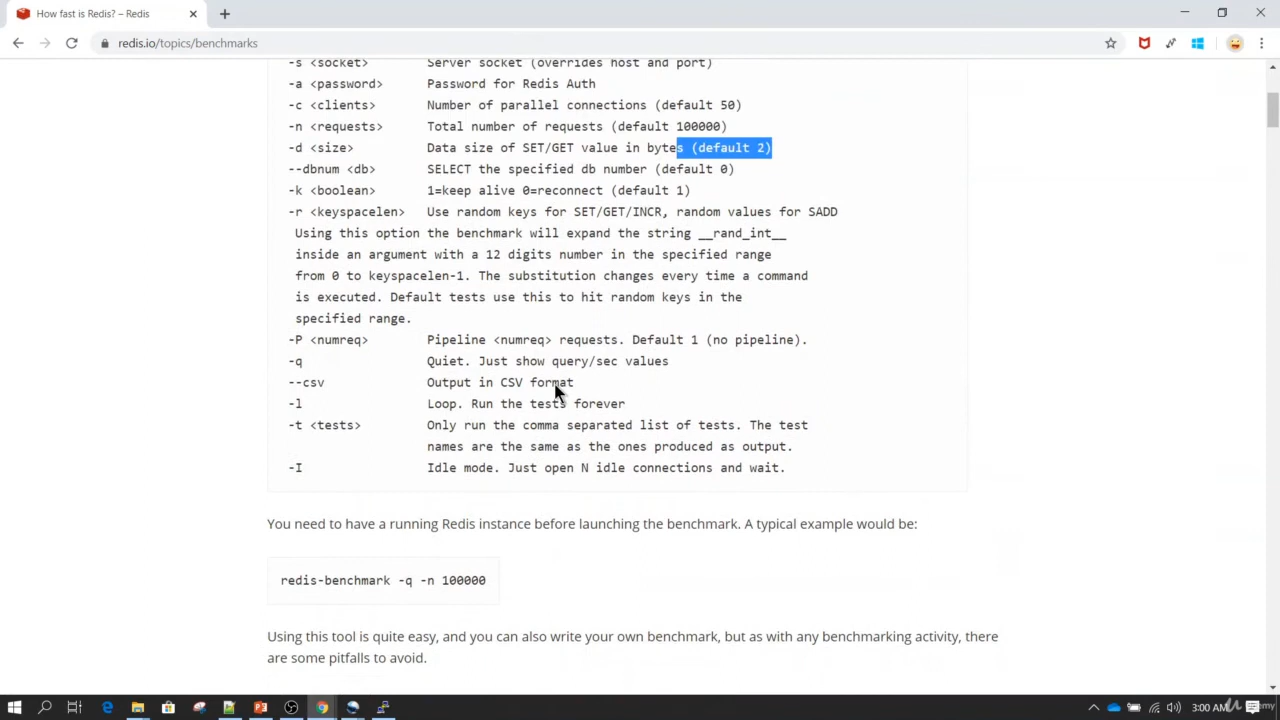 How fast is Redis? – Redis
redis.io/topics/benchmarks
-s <socket> Server socket (overrides host and port)
-a <password> Password for Redis Auth
-c <clients> Number of parallel connections (default 50)
-n <requests> Total number of requests (default 100000)
-d <size> Data size of SET/GET value in bytes (default 2)
--dbnum <db> SELECT the specified db number (default 0)
-k <boolean> 1=keep alive 0=reconnect (default 1)
-r <keyspacelen> Use random keys for SET/GET/INCR, random values for SADD
Using this option the benchmark will expand the string __rand_int__
inside an argument with a 12 digits number in the specified range
from 0 to keyspacelen-1. The substitution changes every time a command
is executed. Default tests use this to hit random keys in the
specified range.
-P <numreq> Pipeline <numreq> requests. Default 1 (no pipeline).
-q Quiet. Just show query/sec values
--csv Output in CSV format
-l Loop. Run the tests forever
-t <tests> Only run the comma separated list of tests. The test
names are the same as the ones produced as output.
-I Idle mode. Just open N idle connections and wait.
You need to have a running Redis instance before launching the benchmark. A typical example would be:
redis-benchmark -q -n 100000
Using this tool is quite easy, and you can also write your own benchmark, but as with any benchmarking activity, there
are some pitfalls to avoid.
3:00 AM